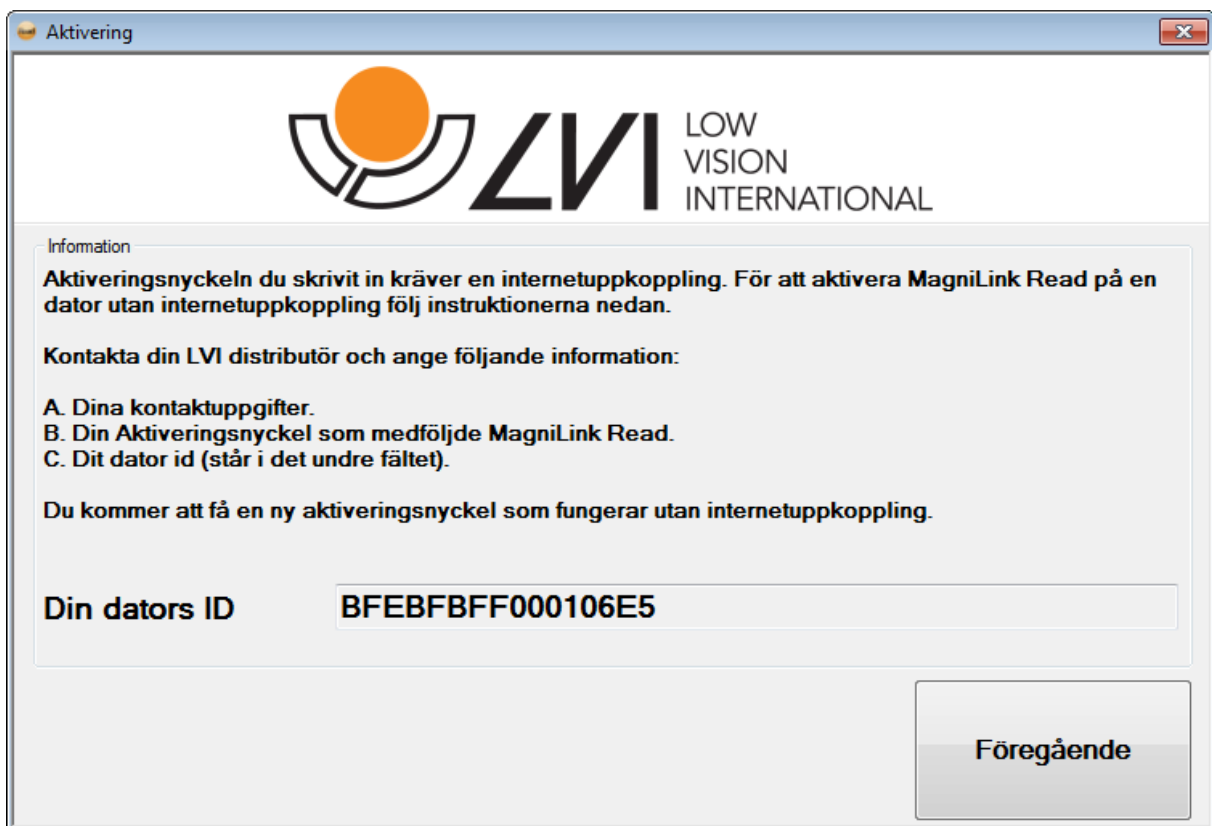 Aktivering
LVI
LOW
VISION
INTERNATIONAL
Information
Aktiveringsnyckeln du skrivit in kräver en internetuppkoppling. För att aktivera MagniLink Read på en
dator utan internetuppkoppling följ instruktionerna nedan.
Kontakta din LVI distributör och ange följande information:
A. Dina kontaktuppgifter.
B. Din Aktiveringsnyckel som medföljde MagniLink Read.
C. Dit dator id (står i det undre fältet).
Du kommer att få en ny aktiveringsnyckel som fungerar utan internetuppkoppling.
Din dators ID BFEBFBFF000106E5
Föregående